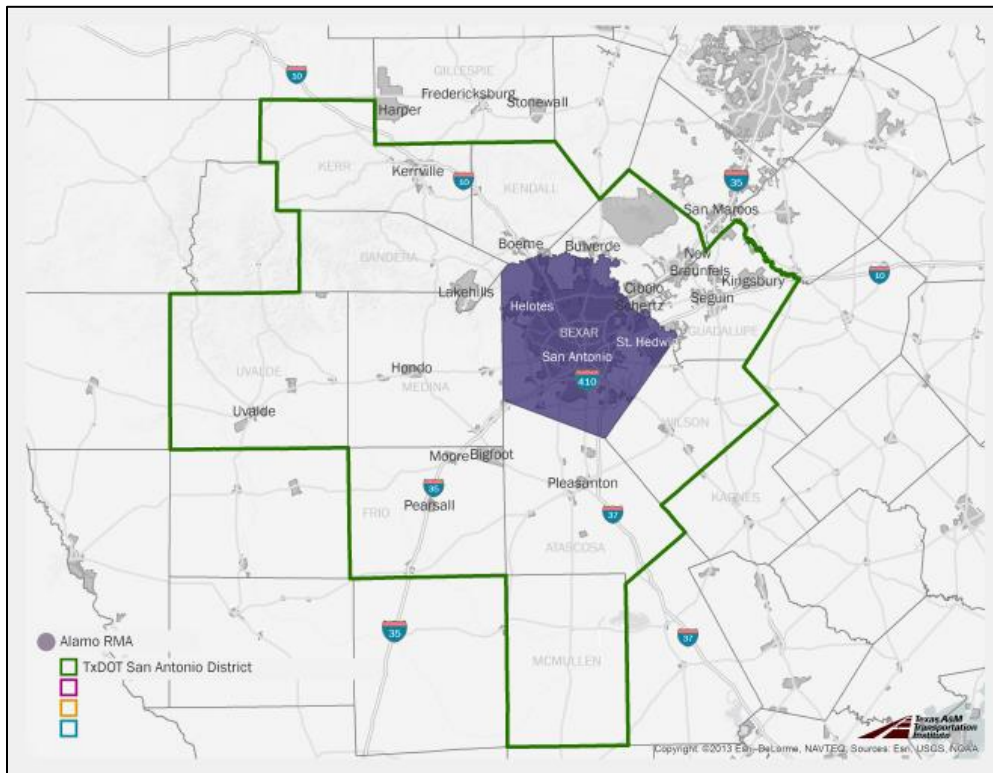 10
GILLESPIE
Fredericksburg
Stonewall
Harper
KERR
Kerrville
10
KENDALL
35
San Marcos
Boerne
Bulverde
New
Braunfels
BANDERA
Lakehills
Cibolo
Schertz
Kingsbury
10
Seguin
Helotes
GUADALUPE
BEXAR
St. Hedw
San Antonio
410
UVALDE
Hondo
MEDINA
Uvalde
WILSON
Moore
Bigfoot
Pleasanton
KARNES
35
Pearsall
FRIO
37
ATASCOSA
35
37
MCMULLEN
Alamo RMA
TxDOT San Antonio District
Texas A&M
Transportation
Institute
Copyright ©2013 Esri, DeLorme, NAVTEQ, Sources: Esri, USGS, NOAA